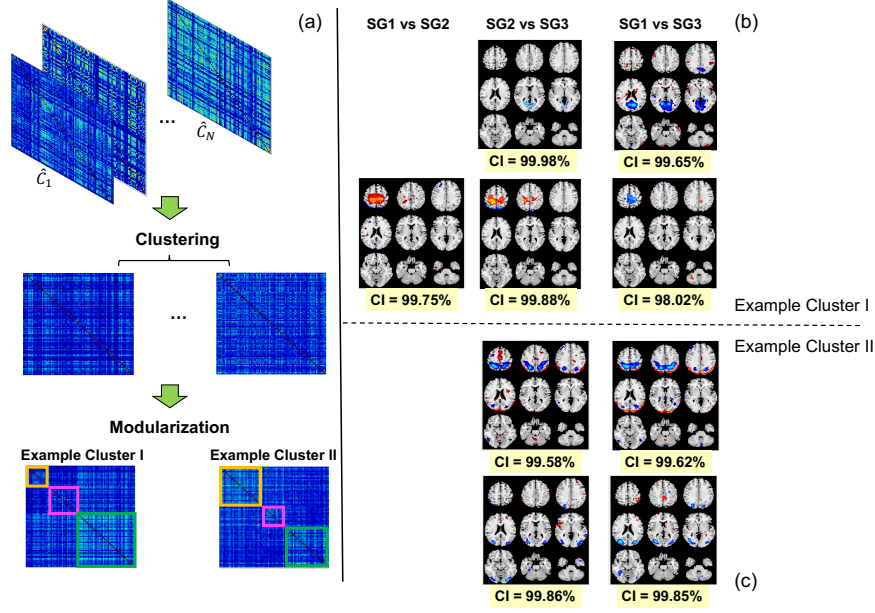 (a)
...
Ĉ_N
Ĉ_1
Clustering
...
Modularization
Example Cluster I
Example Cluster II
SG1 vs SG2
SG2 vs SG3
SG1 vs SG3
(b)
CI = 99.98%
CI = 99.65%
CI = 99.75%
CI = 99.88%
CI = 98.02%
Example Cluster I
Example Cluster II
CI = 99.58%
CI = 99.62%
CI = 99.86%
CI = 99.85%
(c)